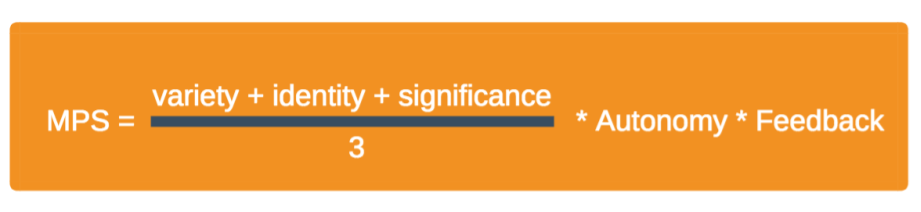 variety + identity + significance
MPS = * Autonomy * Feedback
3